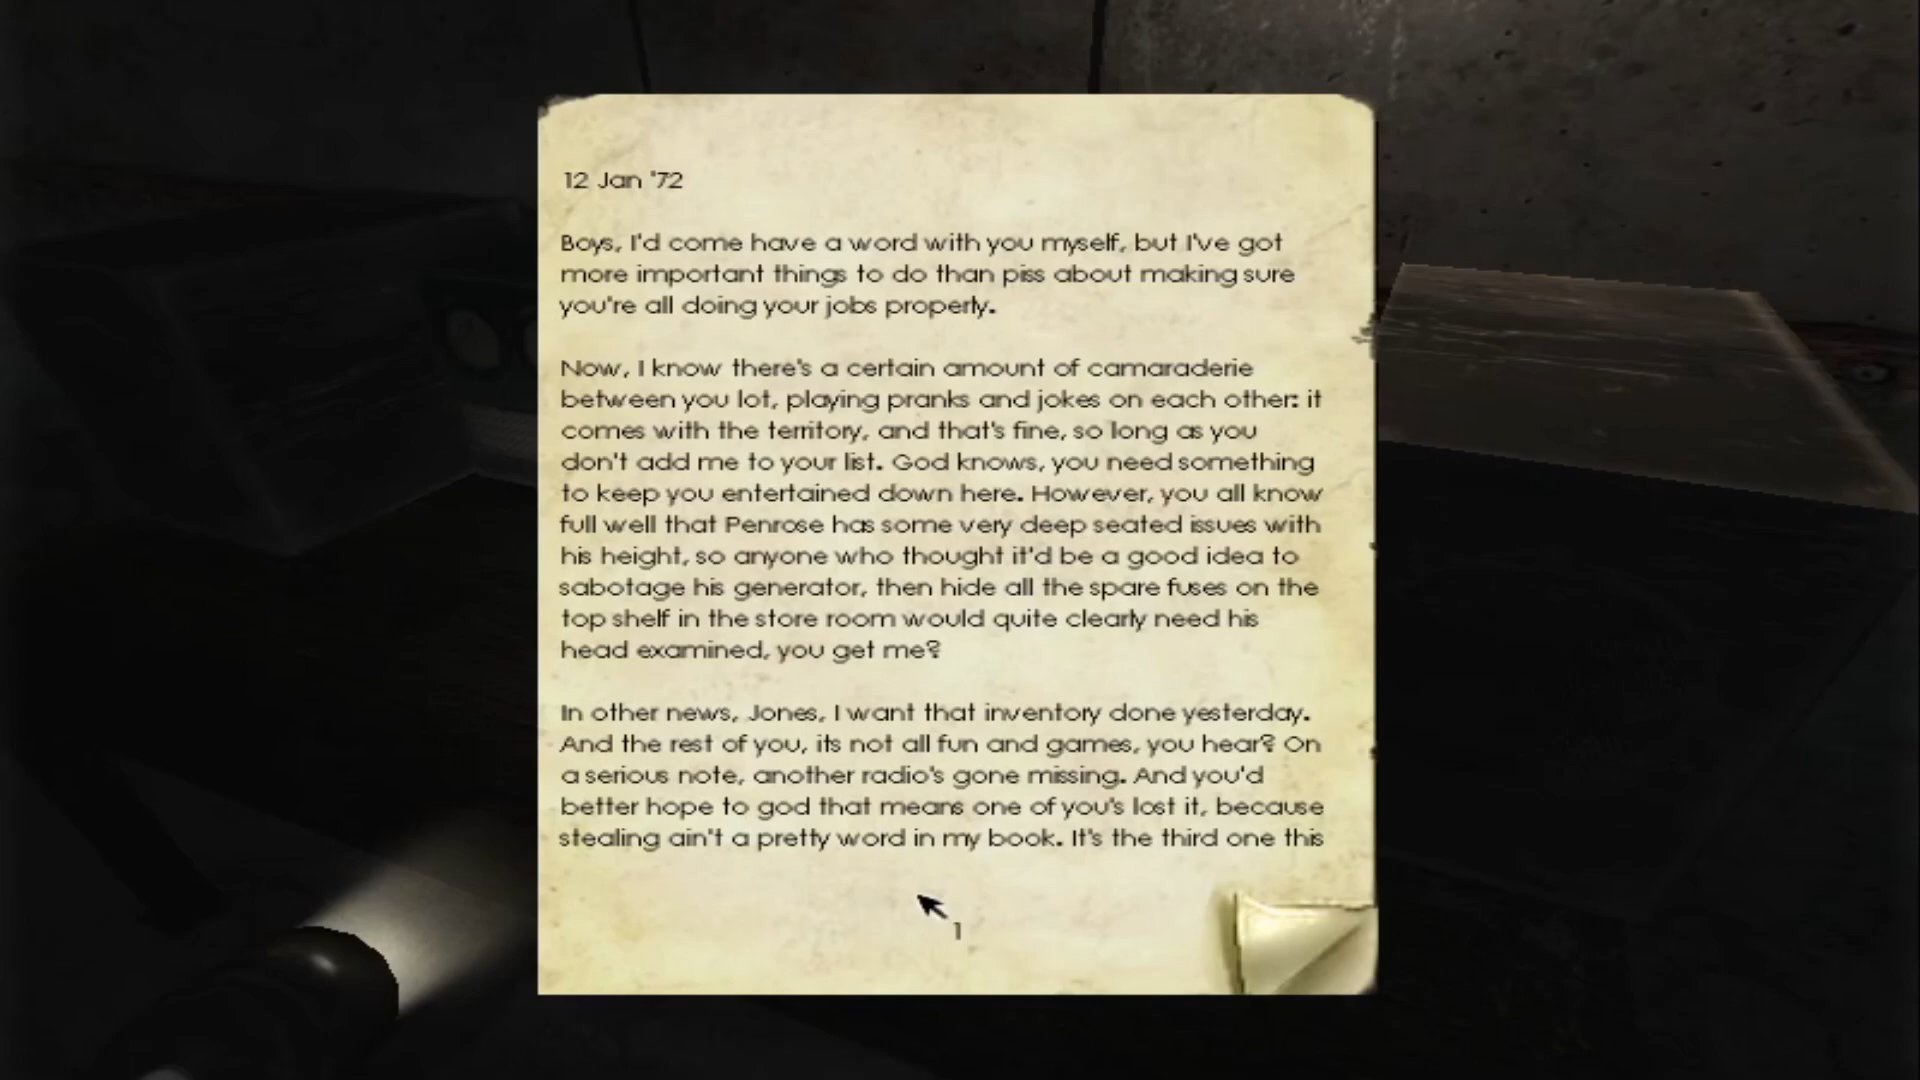 12 Jan '72
Boys, I'd come have a word with you myself, but I've got
more important things to do than piss about making sure
you're all doing your jobs properly.
Now, I know there's a certain amount of camaraderie
between you lot, playing pranks and jokes on each other: it
comes with the territory, and that's fine, so long as you
don't add me to your list. God knows, you need something
to keep you entertained down here. However, you all know
full well that Penrose has some very deep seated issues with
his height, so anyone who thought it'd be a good idea to
sabotage his generator, then hide all the spare fuses on the
top shelf in the store room would quite clearly need his
head examined, you get me?
In other news, Jones, I want that inventory done yesterday.
And the rest of you, its not all fun and games, you hear? On
a serious note, another radio's gone missing. And you'd
better hope to god that means one of you's lost it, because
stealing ain't a pretty word in my book. It's the third one this
1